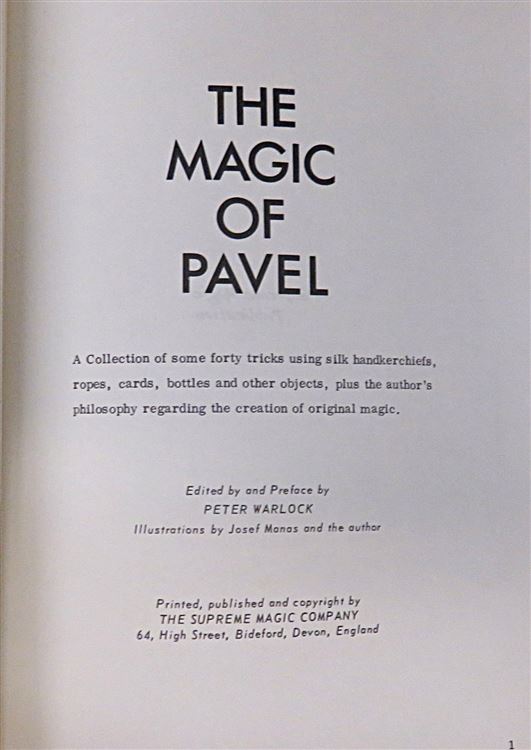 THE
MAGIC
OF
PAVEL
A Collection of some forty tricks using silk handkerchiefs,
ropes, cards, bottles and other objects, plus the author's
philosophy regarding the creation of original magic.
Edited by and Preface by
PETER WARLOCK
Illustrations by Josef Manas and the author
Printed, published and copyright by
THE SUPREME MAGIC COMPANY
64, High Street, Bideford, Devon, England
1